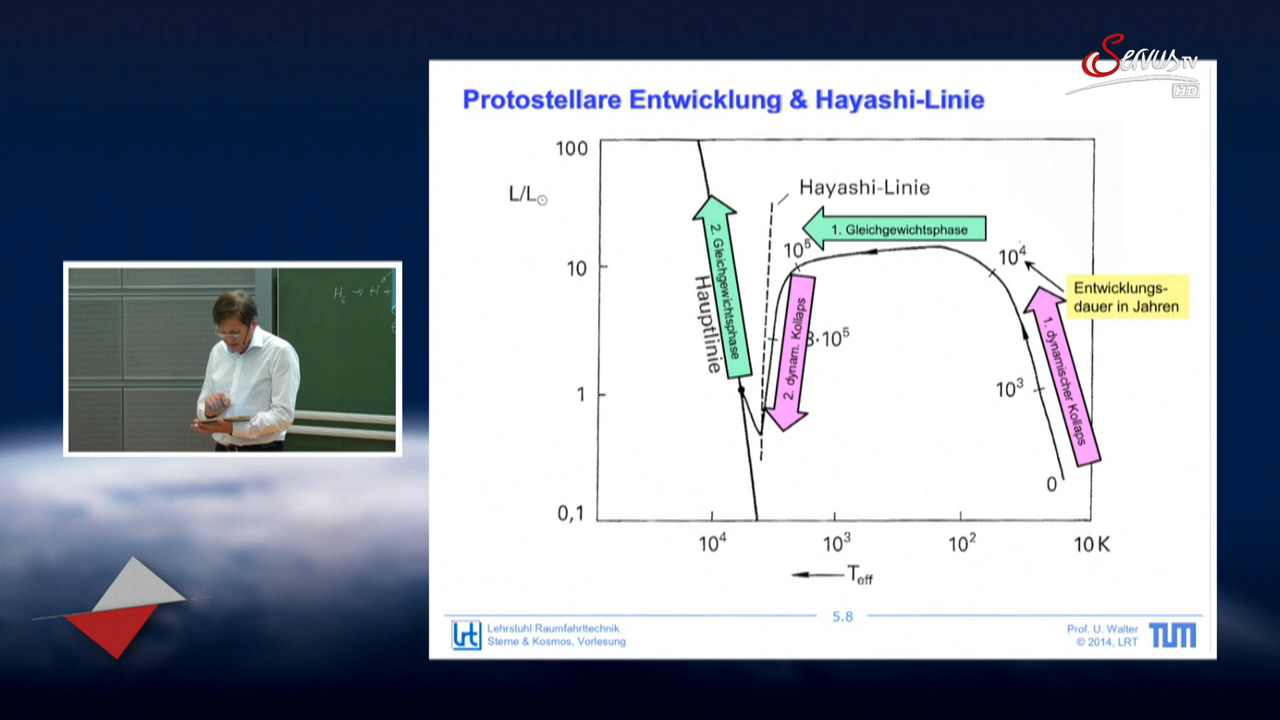 Servus TV
HD
Protostellare Entwicklung & Hayashi-Linie
100
L/L☉
10
1
0,1
Hayashi-Linie
1. Gleichgewichtsphase
10⁵
10⁴
Entwicklungs-
dauer in Jahren
2. Gleichgewichtsphase
Hauptlinie
2. dynam. Kollaps
3·10⁵
1. dynamischer Kollaps
10³
0
10⁴
10³
10²
10 K
T_eff
5.8
lrt
Lehrstuhl Raumfahrttechnik
Sterne & Kosmos, Vorlesung
Prof. U. Walter
© 2014, LRT
TUM
H₂ → H